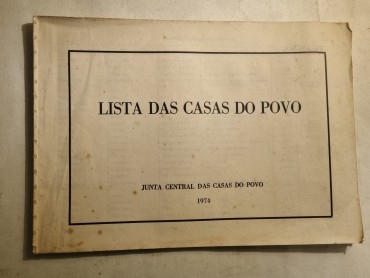 LISTA DAS CASAS DO POVO
JUNTA CENTRAL DAS CASAS DO POVO
1974